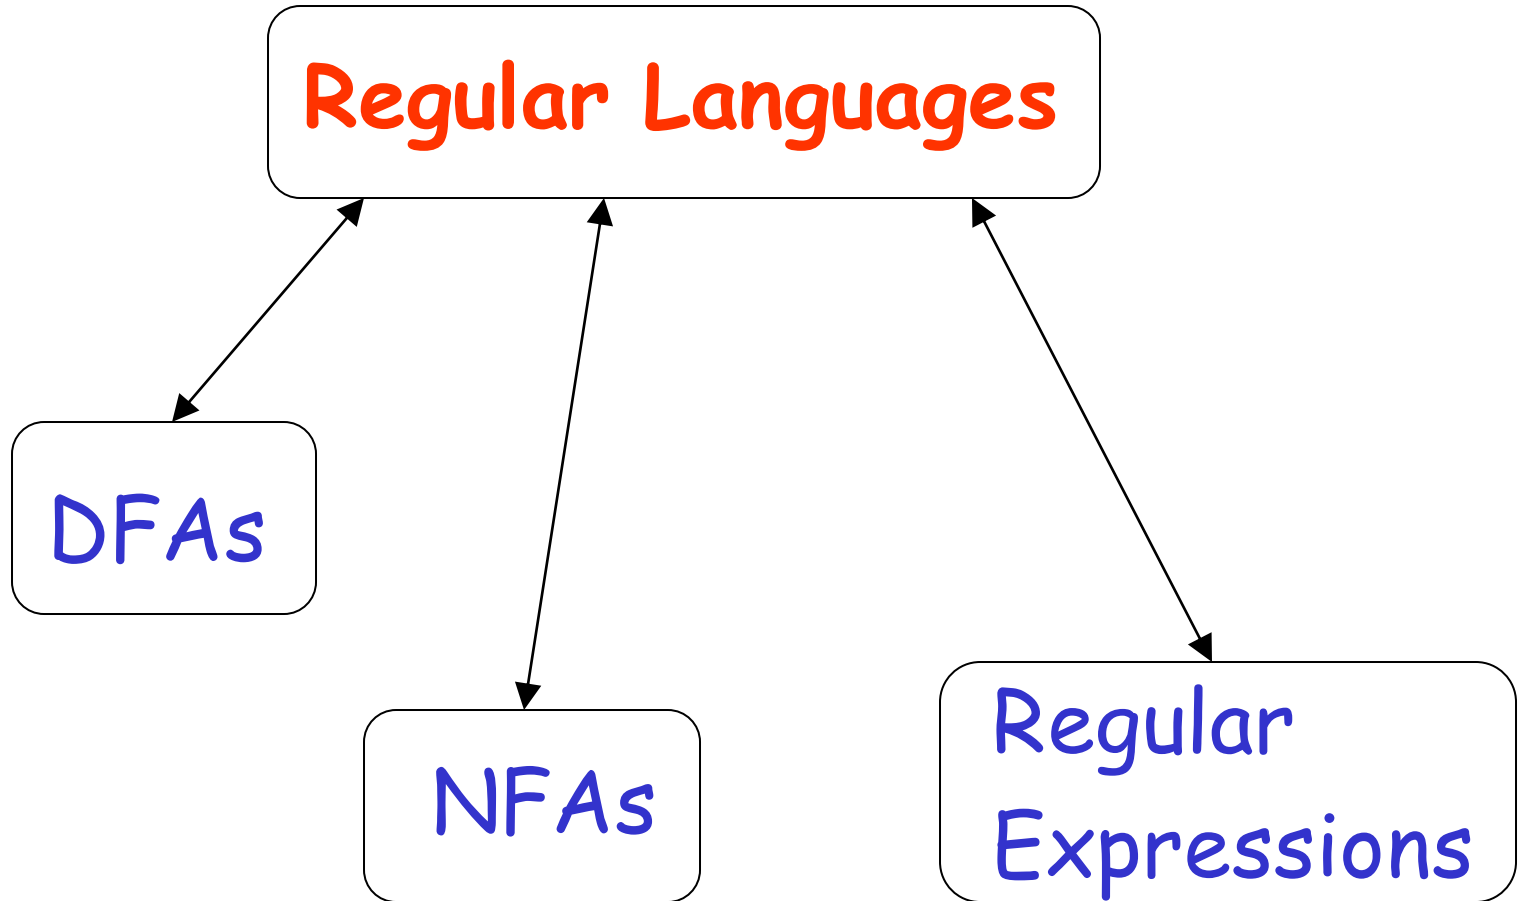 Regular Languages
DFAs
NFAs
Regular
Expressions